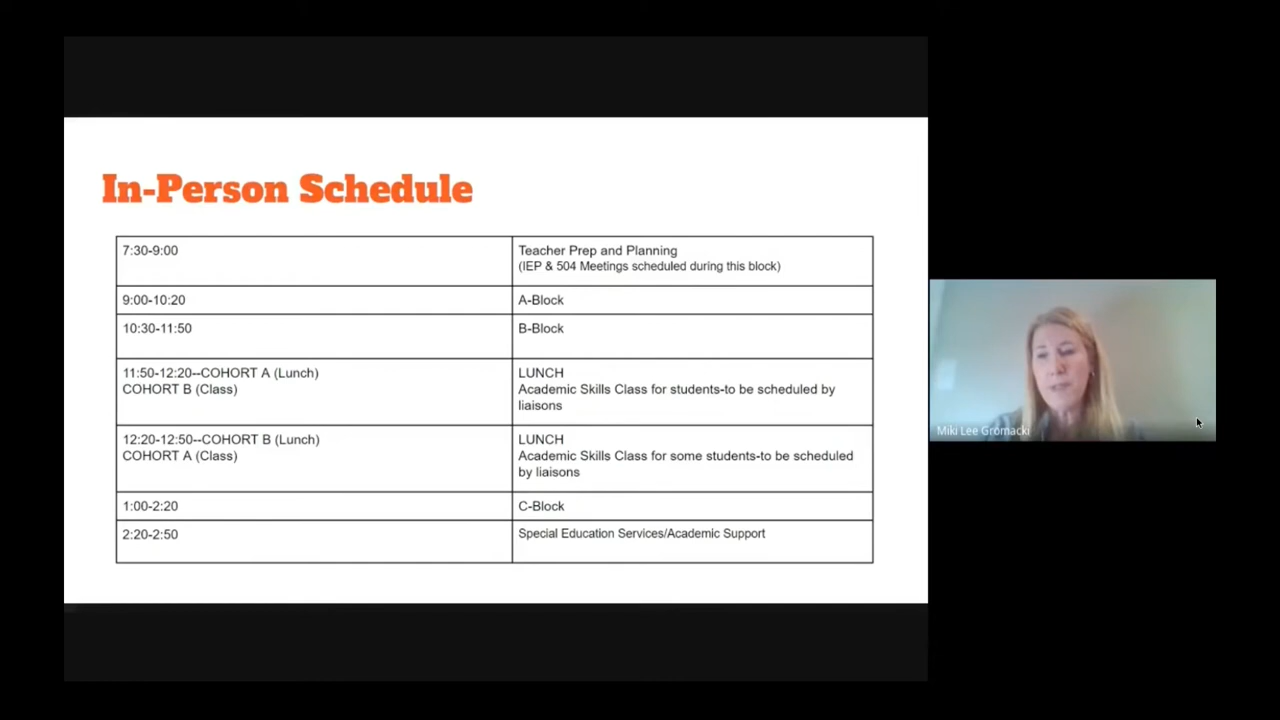 In-Person Schedule
7:30-9:00
Teacher Prep and Planning
(IEP & 504 Meetings scheduled during this block)
9:00-10:20
A-Block
10:30-11:50
B-Block
11:50-12:20--COHORT A (Lunch)
COHORT B (Class)
LUNCH
Academic Skills Class for students-to be scheduled by
liaisons
12:20-12:50--COHORT B (Lunch)
COHORT A (Class)
LUNCH
Academic Skills Class for some students-to be scheduled
by liaisons
1:00-2:20
C-Block
2:20-2:50
Special Education Services/Academic Support
Miki Lee Gromacki